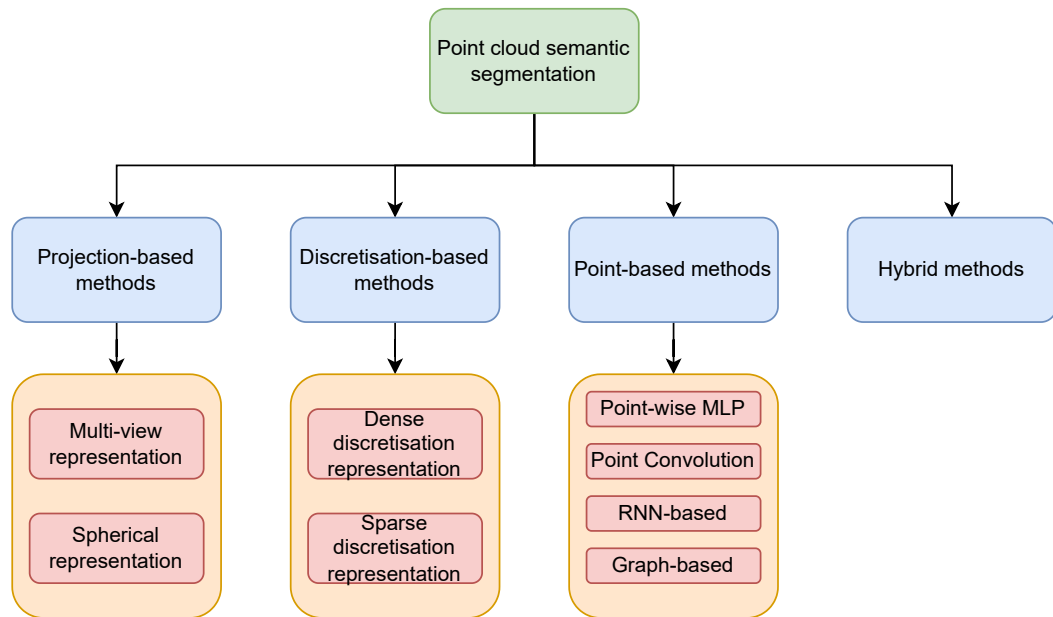 Point cloud semantic
segmentation
Projection-based
methods
Discretisation-based
methods
Point-based methods
Hybrid methods
Multi-view
representation
Spherical
representation
Dense
discretisation
representation
Sparse
discretisation
representation
Point-wise MLP
Point Convolution
RNN-based
Graph-based